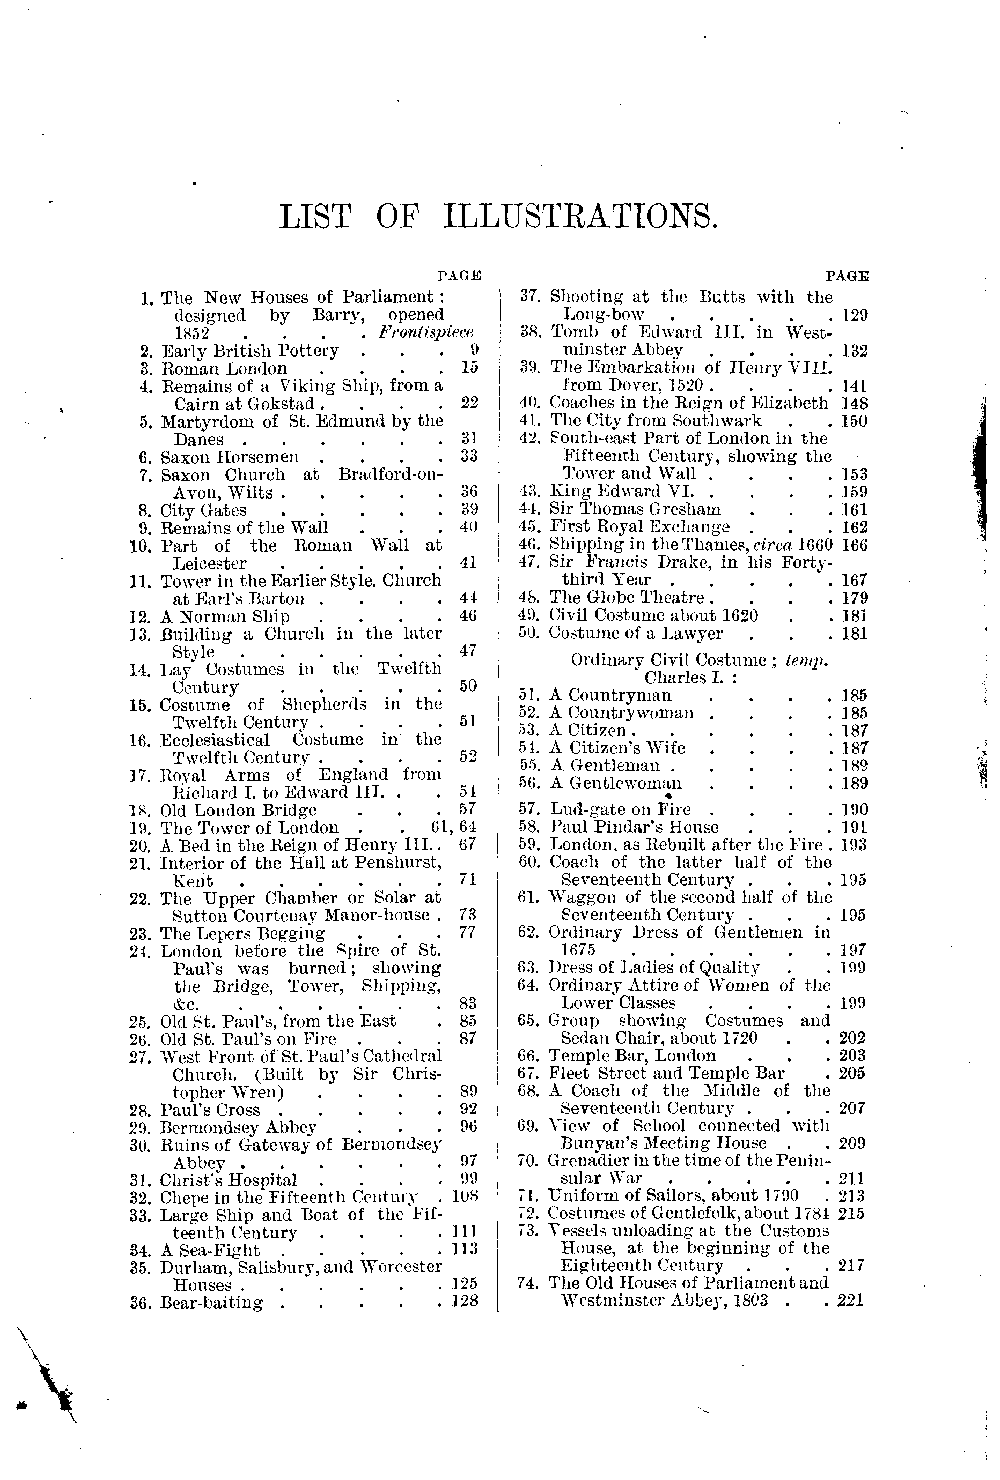 LIST OF ILLUSTRATIONS.
PAGE
1. The New Houses of Parliament:
designed by Barry, opened
1852 . . . . Frontispiece
2. Early British Pottery . . . 9
3. Roman London . . . . 15
4. Remains of a Viking Ship, from a
Cairn at Gokstad . . . . 22
5. Martyrdom of St. Edmund by the
Danes . . . . . . 31
6. Saxon Horsemen . . . . 33
7. Saxon Church at Bradford-on-
Avon, Wilts . . . . . 36
8. City Gates . . . . . 39
9. Remains of the Wall . . . 40
10. Part of the Roman Wall at
Leicester . . . . . 41
11. Tower in the Earlier Style. Church
at Earl's Barton . . . . 44
12. A Norman Ship . . . . 46
13. Building a Church in the later
Style . . . . . . 47
14. Lay Costumes in the Twelfth
Century . . . . . 50
15. Costume of Shepherds in the
Twelfth Century . . . . 51
16. Ecclesiastical Costume in the
Twelfth Century . . . . 52
17. Royal Arms of England from
Richard I. to Edward III. . . 54
18. Old London Bridge . . . 57
19. The Tower of London . . 61, 64
20. A Bed in the Reign of Henry III. . 67
21. Interior of the Hall at Penshurst,
Kent . . . . . . 71
22. The Upper Chamber or Solar at
Sutton Courtenay Manor-house . 73
23. The Lepers Begging . . . 77
24. London before the Spire of St.
Paul's was burned; showing
the Bridge, Tower, Shipping,
&c. . . . . . . 83
25. Old St. Paul's, from the East . 85
26. Old St. Paul's on Fire . . . 87
27. West Front of St. Paul's Cathedral
Church. (Built by Sir Chris-
topher Wren) . . . . 89
28. Paul's Cross . . . . . 92
29. Bermondsey Abbey . . . 96
30. Ruins of Gateway of Bermondsey
Abbey . . . . . . 97
31. Christ's Hospital . . . . 99
32. Chepe in the Fifteenth Century . 108
33. Large Ship and Boat of the Fif-
teenth Century . . . . 111
34. A Sea-Fight . . . . . 113
35. Durham, Salisbury, and Worcester
Houses . . . . . . 125
36. Bear-baiting . . . . . 128
PAGE
37. Shooting at the Butts with the
Long-bow . . . . . 129
38. Tomb of Edward III. in West-
minster Abbey . . . . 132
39. The Embarkation of Henry VIII.
from Dover, 1520 . . . . 141
40. Coaches in the Reign of Elizabeth 148
41. The City from Southwark . . 150
42. South-east Part of London in the
Fifteenth Century, showing the
Tower and Wall . . . . 153
43. King Edward VI. . . . . 159
44. Sir Thomas Gresham . . . 161
45. First Royal Exchange . . . 162
46. Shipping in the Thames, circa 1660 166
47. Sir Francis Drake, in his Forty-
third Year . . . . . 167
48. The Globe Theatre . . . . 179
49. Civil Costume about 1620 . . 181
50. Costume of a Lawyer . . . 181
Ordinary Civil Costume; temp.
Charles I. :
51. A Countryman . . . . 185
52. A Countrywoman . . . . 185
53. A Citizen . . . . . . 187
54. A Citizen's Wife . . . . 187
55. A Gentleman . . . . . 189
56. A Gentlewoman . . . . 189
57. Lud-gate on Fire . . . . 190
58. Paul Pindar's House . . . 191
59. London, as Rebuilt after the Fire . 193
60. Coach of the latter half of the
Seventeenth Century . . . 195
61. Waggon of the second half of the
Seventeenth Century . . . 195
62. Ordinary Dress of Gentlemen in
1675 . . . . . . 197
63. Dress of Ladies of Quality . . 199
64. Ordinary Attire of Women of the
Lower Classes . . . . 199
65. Group showing Costumes and
Sedan Chair, about 1720 . . 202
66. Temple Bar, London . . . 203
67. Fleet Street and Temple Bar . 205
68. A Coach of the Middle of the
Seventeenth Century . . . 207
69. View of School connected with
Bunyan's Meeting House . . 209
70. Grenadier in the time of the Penin-
sular War . . . . . 211
71. Uniform of Sailors, about 1790 . 213
72. Costumes of Gentlefolk, about 1784 215
73. Vessels unloading at the Customs
House, at the beginning of the
Eighteenth Century . . . 217
74. The Old Houses of Parliament and
Westminster Abbey, 1803 . . 221